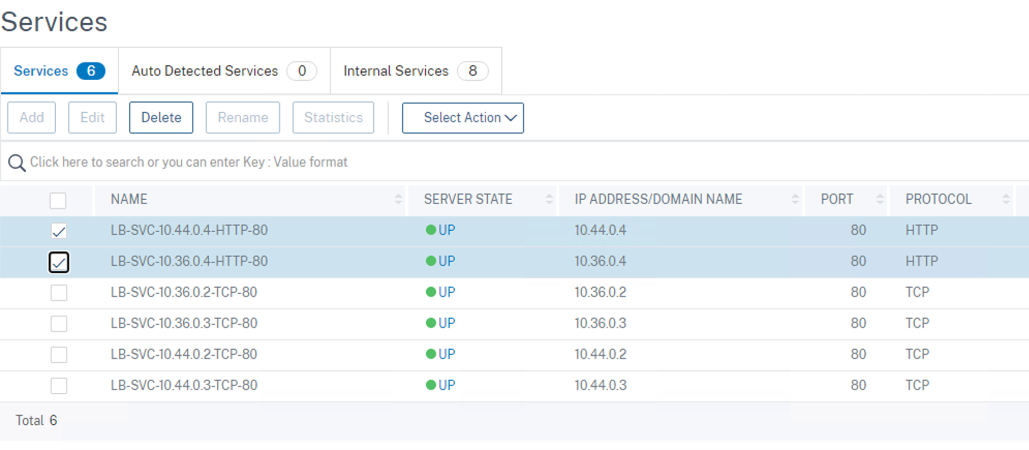 Services
Services 6 Auto Detected Services 0 Internal Services 8
Add Edit Delete Rename Statistics Select Action
Click here to search or you can enter Key : Value format
NAME SERVER STATE IP ADDRESS/DOMAIN NAME PORT PROTOCOL
LB-SVC-10.44.0.4-HTTP-80 UP 10.44.0.4 80 HTTP
LB-SVC-10.36.0.4-HTTP-80 UP 10.36.0.4 80 HTTP
LB-SVC-10.36.0.2-TCP-80 UP 10.36.0.2 80 TCP
LB-SVC-10.36.0.3-TCP-80 UP 10.36.0.3 80 TCP
LB-SVC-10.44.0.2-TCP-80 UP 10.44.0.2 80 TCP
LB-SVC-10.44.0.3-TCP-80 UP 10.44.0.3 80 TCP
Total 6